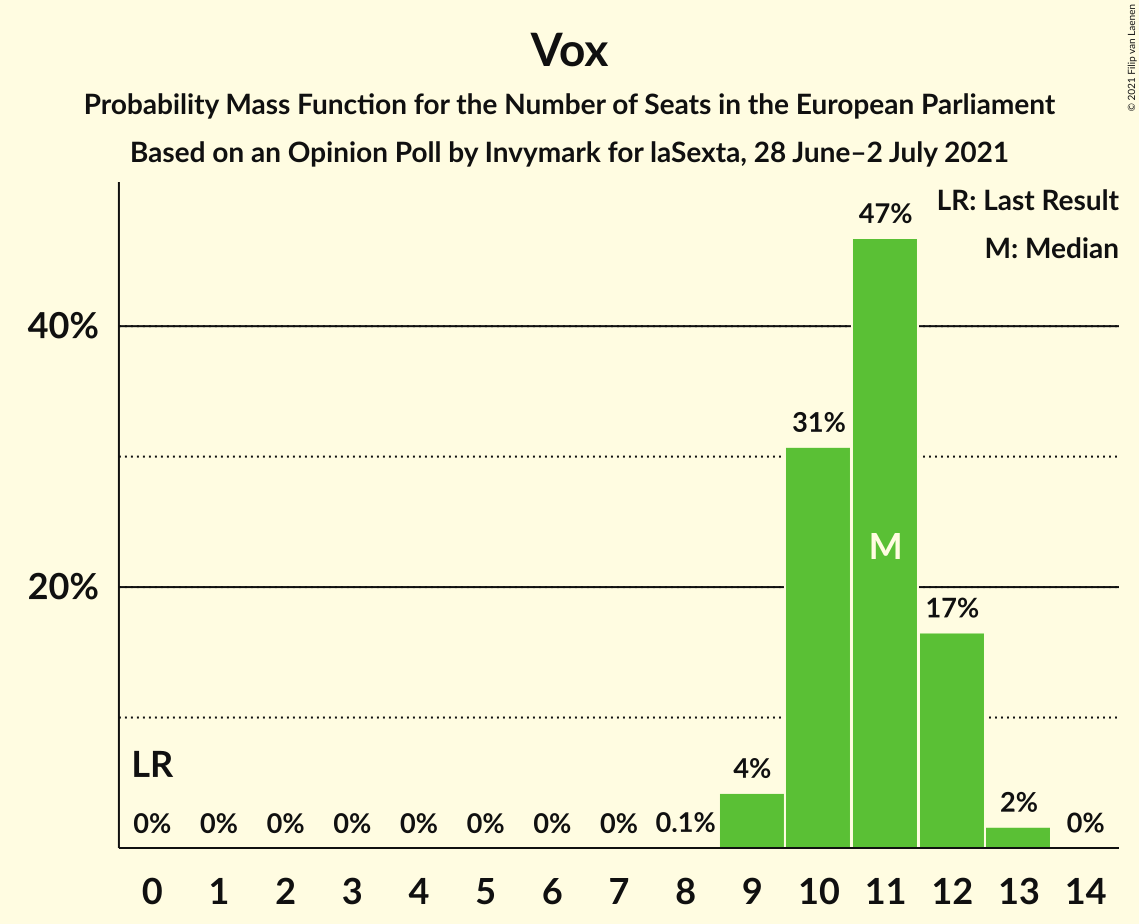 Vox
Probability Mass Function for the Number of Seats in the European Parliament
Based on an Opinion Poll by Invymark for laSexta, 28 June–2 July 2021
© 2021 Filip van Laenen
LR: Last Result
M: Median
40%
20%
47%
31%
M
17%
LR
4%
2%
0% 0% 0% 0% 0% 0% 0% 0% 0.1% 0%
0 1 2 3 4 5 6 7 8 9 10 11 12 13 14